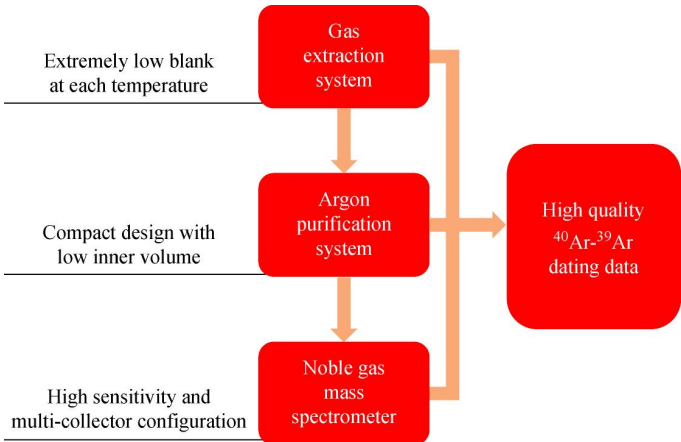 Extremely low blank
at each temperature
Gas
extraction
system
Compact design with
low inner volume
Argon
purification
system
High sensitivity and
multi-collector configuration
Noble gas
mass
spectrometer
High quality
⁴⁰Ar-³⁹Ar
dating data